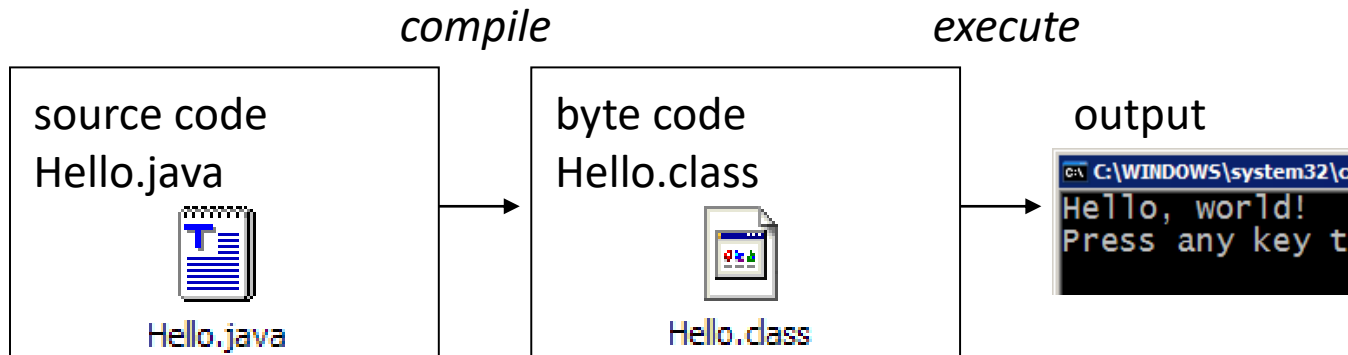 compile
execute
source code
Hello.java
Hello.java
byte code
Hello.class
Hello.class
output
C:\WINDOWS\system32\c
Hello, world!
Press any key t